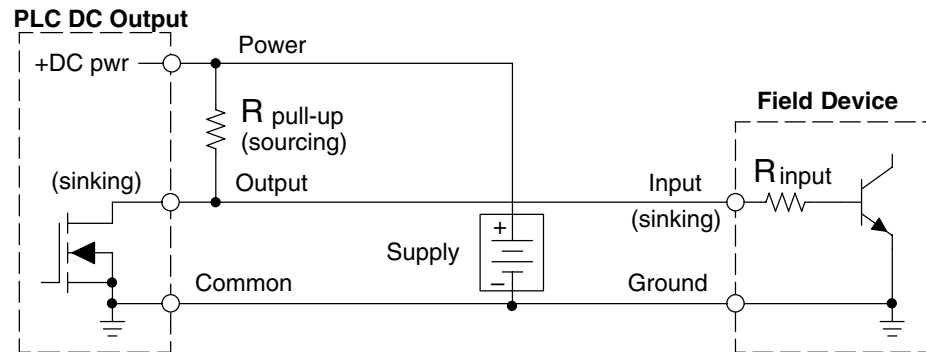 PLC DC Output
+DC pwr
Power
R pull-up
(sourcing)
Field Device
(sinking)
Output
Input
(sinking)
R input
+
Supply
–
Common
Ground